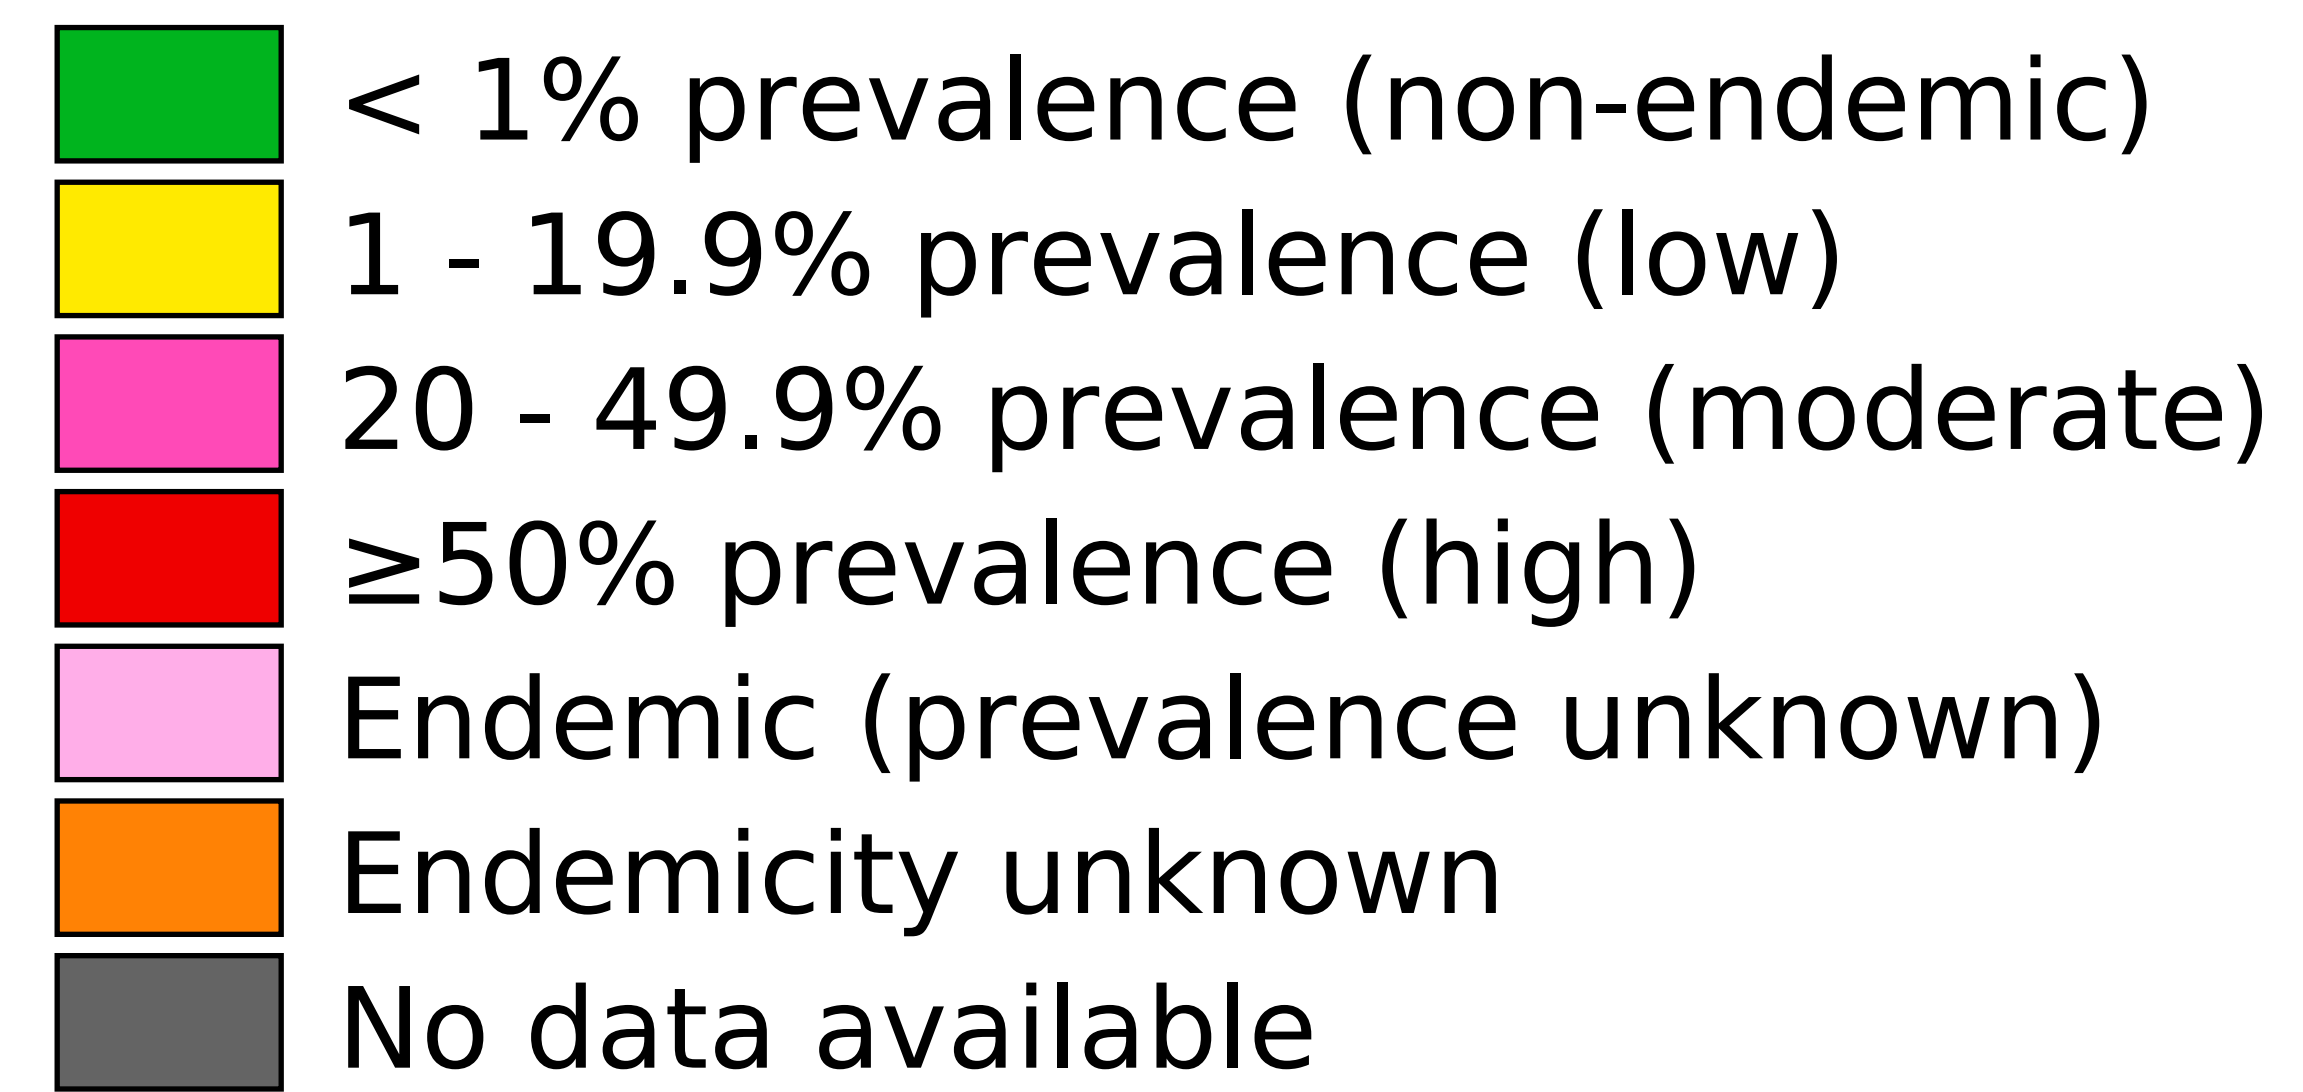 < 1% prevalence (non-endemic)
1 - 19.9% prevalence (low)
20 - 49.9% prevalence (moderate)
≥50% prevalence (high)
Endemic (prevalence unknown)
Endemicity unknown
No data available